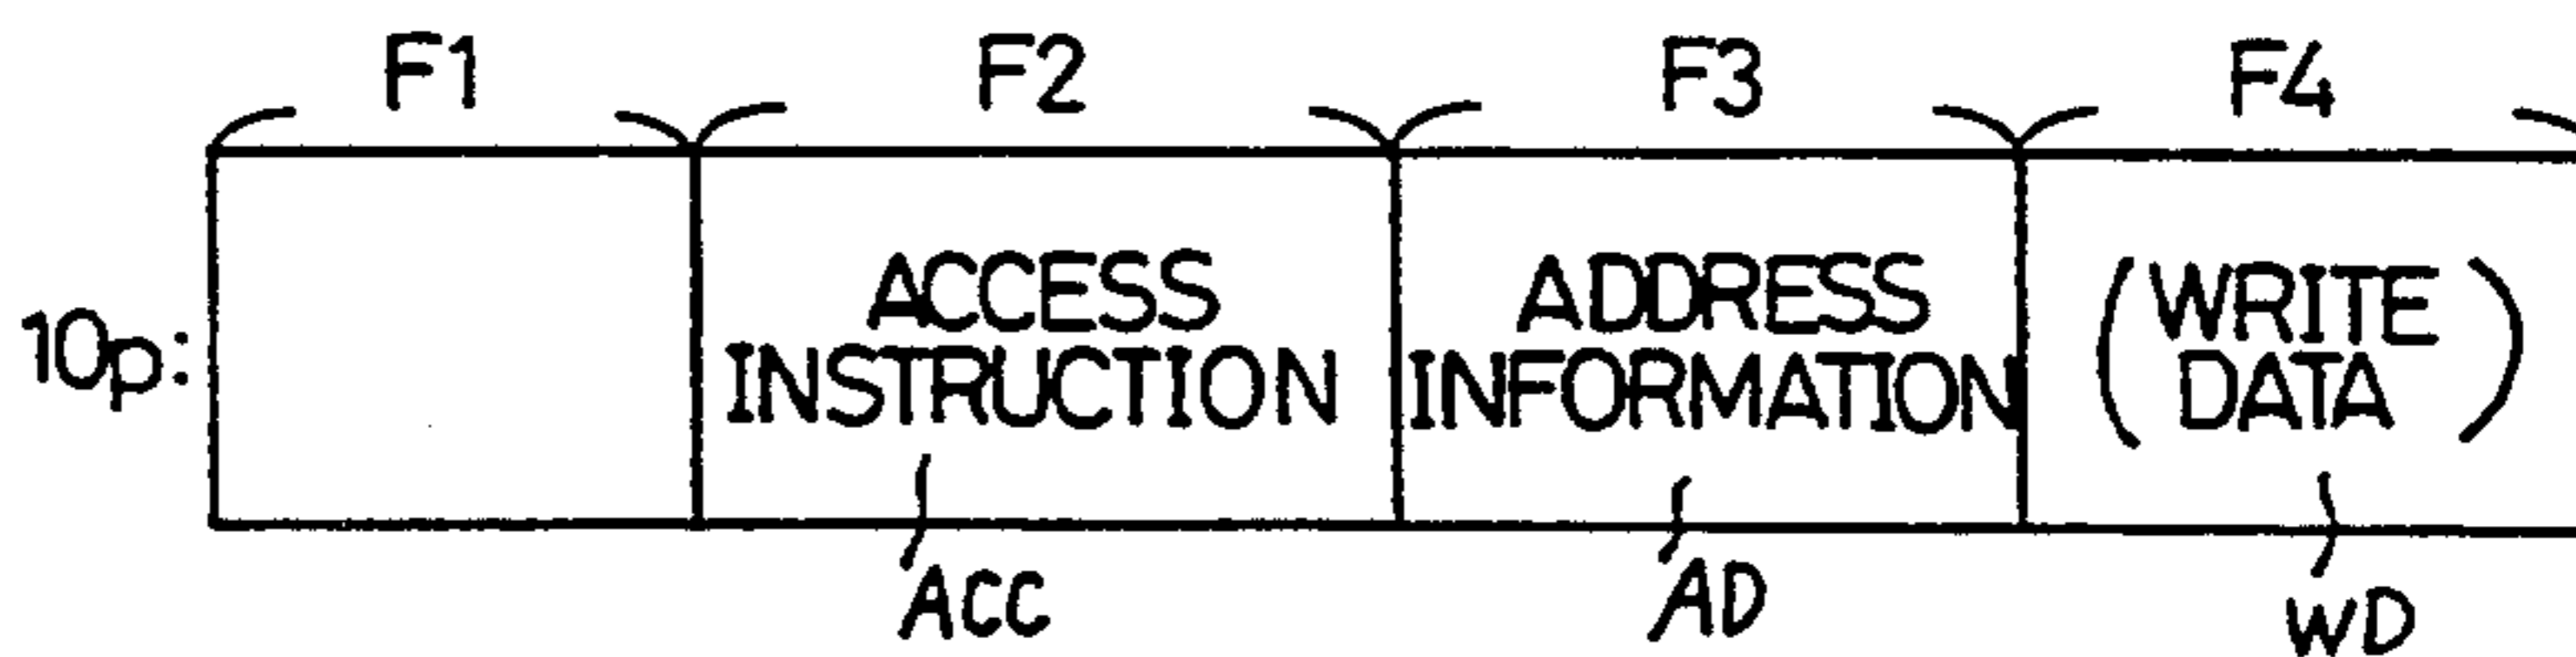 F1 F2 F3 F4
10p: ACCESS INSTRUCTION ADDRESS INFORMATION (WRITE DATA)
ACC AD WD